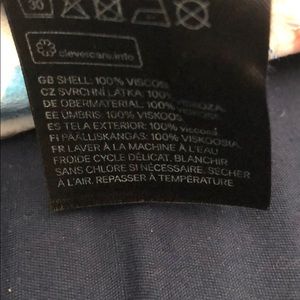 30
clevercare.info
GB SHELL: 100% VISCOSE
CZ SVRCHNÍ LÁTKA: 100%
DE OBERMATERIAL: 100% VISKOZA
EE ÜMBRIS: 100% VISKOOS
ES TELA EXTERIOR: 100% viscosa
FI PÄÄLLISKANGAS: 100% VISKOOSIA
FR LAVER À LA MACHINE À L'EAU
FROIDE CYCLE DÉLICAT. BLANCHIR
SANS CHLORE SI NÉCESSAIRE. SÉCHER
À L'AIR. REPASSER À TEMPÉRATURE